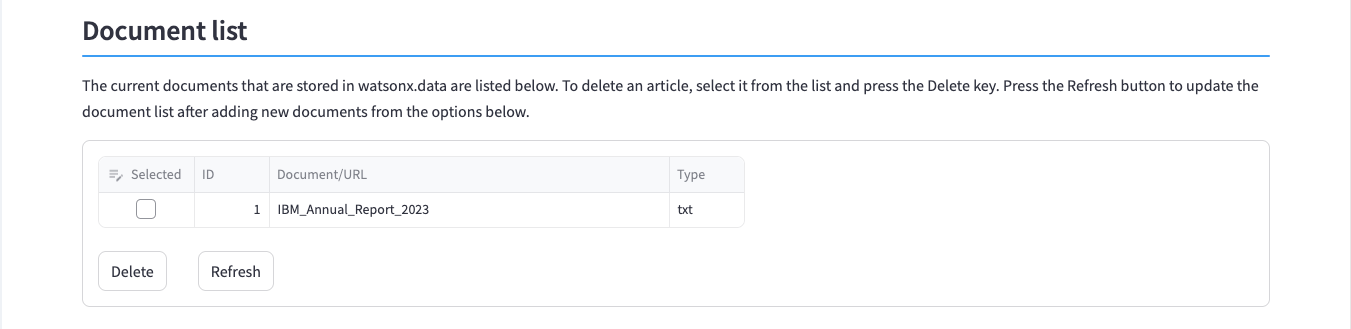 Document list
The current documents that are stored in watsonx.data are listed below. To delete an article, select it from the list and press the Delete key. Press the Refresh button to update the
document list after adding new documents from the options below.
Selected ID Document/URL Type
1 IBM_Annual_Report_2023 txt
Delete Refresh